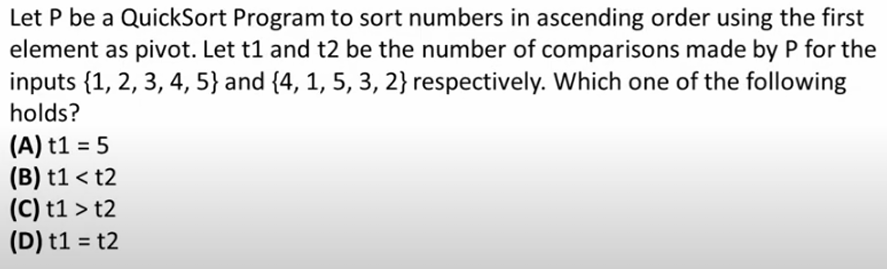 Let P be a QuickSort Program to sort numbers in ascending order using the first
element as pivot. Let t1 and t2 be the number of comparisons made by P for the
inputs {1, 2, 3, 4, 5} and {4, 1, 5, 3, 2} respectively. Which one of the following
holds?
(A) t1 = 5
(B) t1 < t2
(C) t1 > t2
(D) t1 = t2